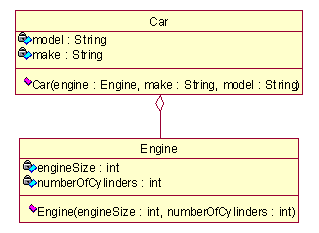 Car
model : String
make : String
Car(engine : Engine, make : String, model : String)
Engine
engineSize : int
numberOfCylinders : int
Engine(engineSize : int, numberOfCylinders : int)